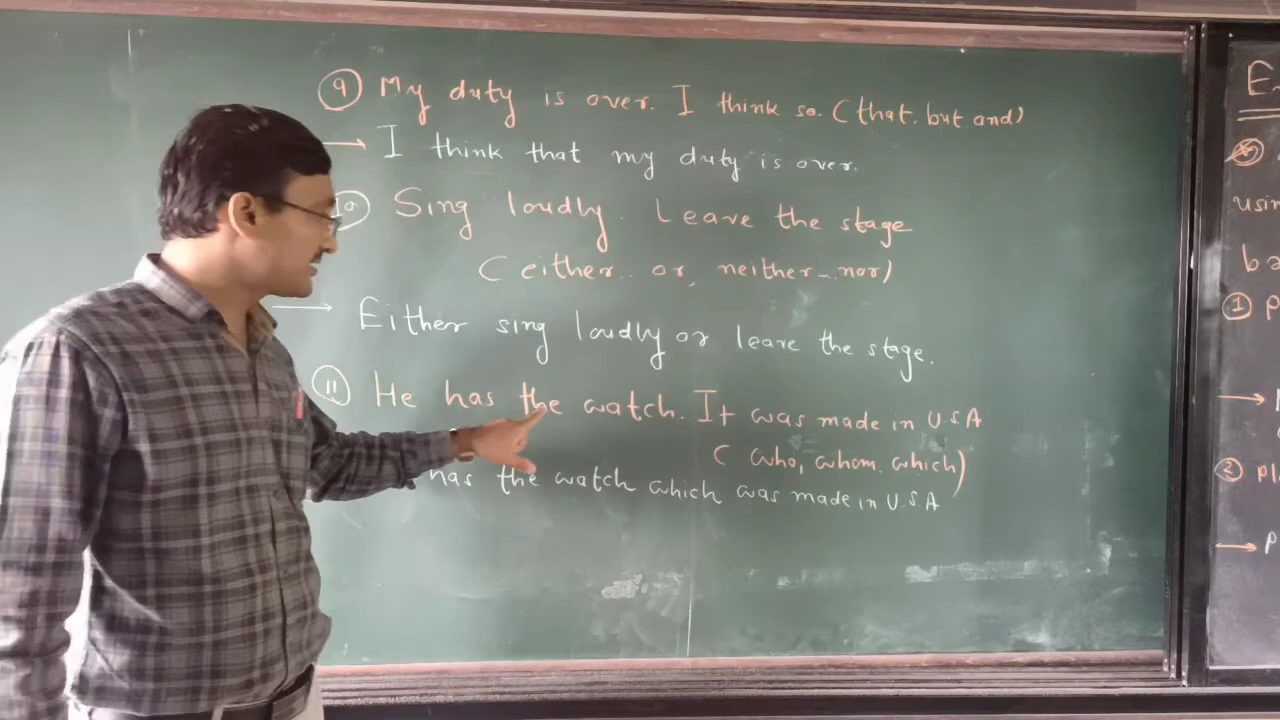 9 My duty is over. I think so. (that. but and)
→ I think that my duty is over.
10 Sing loudly. Leave the stage
(either.. or, neither - nor)
→ Either sing loudly or leave the stage.
11 He has the watch. It was made in U.S.A
(who, whom. which)
has the watch which was made in U.S.A
usin
ba
1 P
→
2 pl
→ P